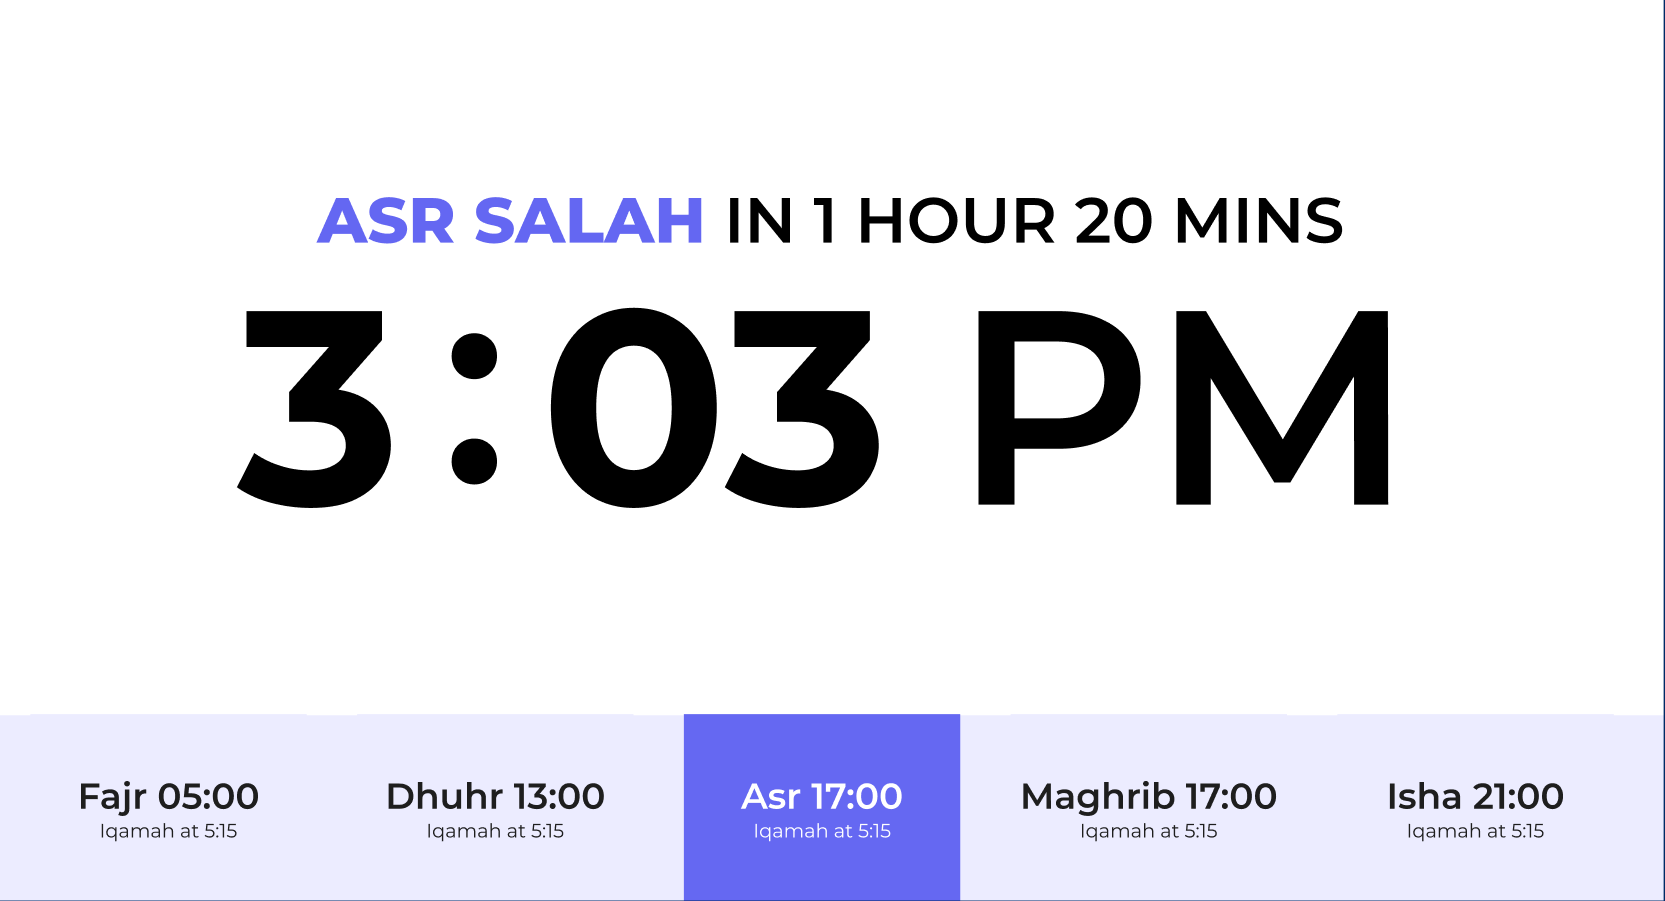 ASR SALAH IN 1 HOUR 20 MINS
3:03 PM
Fajr 05:00
Iqamah at 5:15
Dhuhr 13:00
Iqamah at 5:15
Asr 17:00
Iqamah at 5:15
Maghrib 17:00
Iqamah at 5:15
Isha 21:00
Iqamah at 5:15